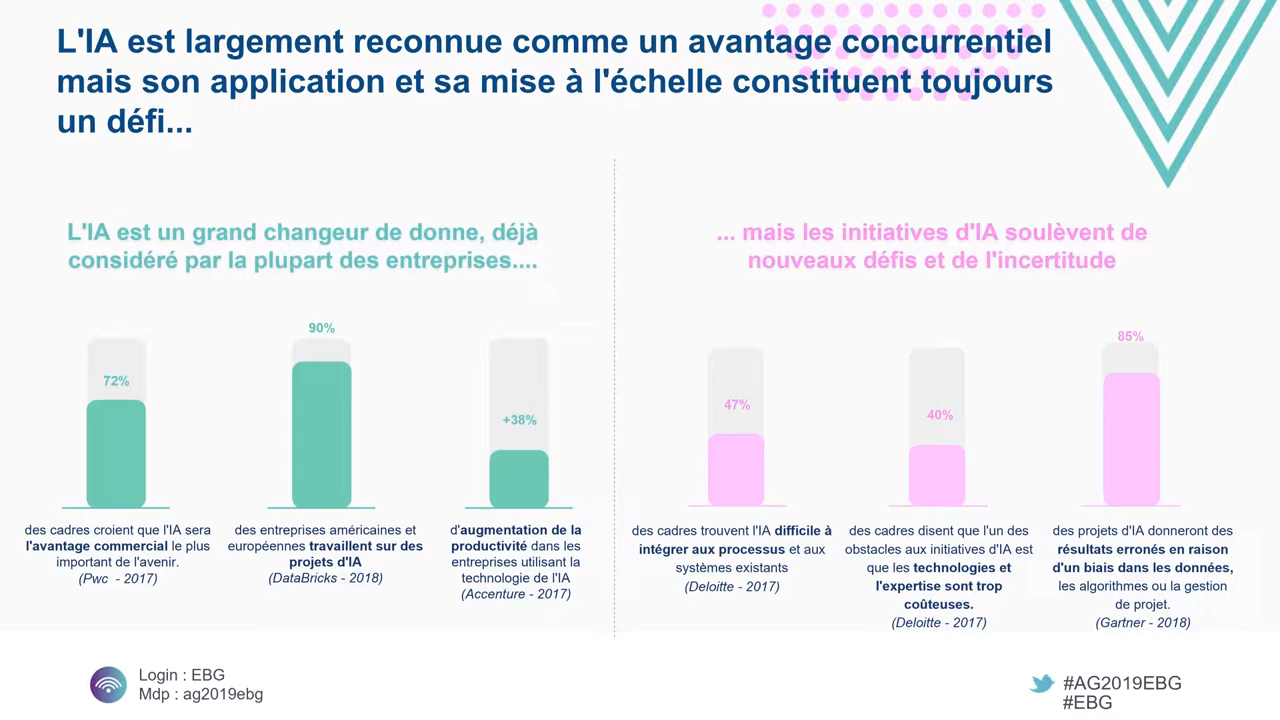 L'IA est largement reconnue comme un avantage concurrentiel
mais son application et sa mise à l'échelle constituent toujours
un défi...
L'IA est un grand changeur de donne, déjà
considéré par la plupart des entreprises....
72%
90%
+38%
des cadres croient que l'IA sera
l'avantage commercial le plus
important de l'avenir.
(Pwc - 2017)
des entreprises américaines et
européennes travaillent sur des
projets d'IA
(DataBricks - 2018)
d'augmentation de la
productivité dans les
entreprises utilisant la
technologie de l'IA
(Accenture - 2017)
... mais les initiatives d'IA soulèvent de
nouveaux défis et de l'incertitude
47%
40%
85%
des cadres trouvent l'IA difficile à
intégrer aux processus et aux
systèmes existants
(Deloitte - 2017)
des cadres disent que l'un des
obstacles aux initiatives d'IA est
que les technologies et
l'expertise sont trop
coûteuses.
(Deloitte - 2017)
des projets d'IA donneront des
résultats erronés en raison
d'un biais dans les données,
les algorithmes ou la gestion
de projet.
(Gartner - 2018)
Login : EBG
Mdp : ag2019ebg
#AG2019EBG
#EBG